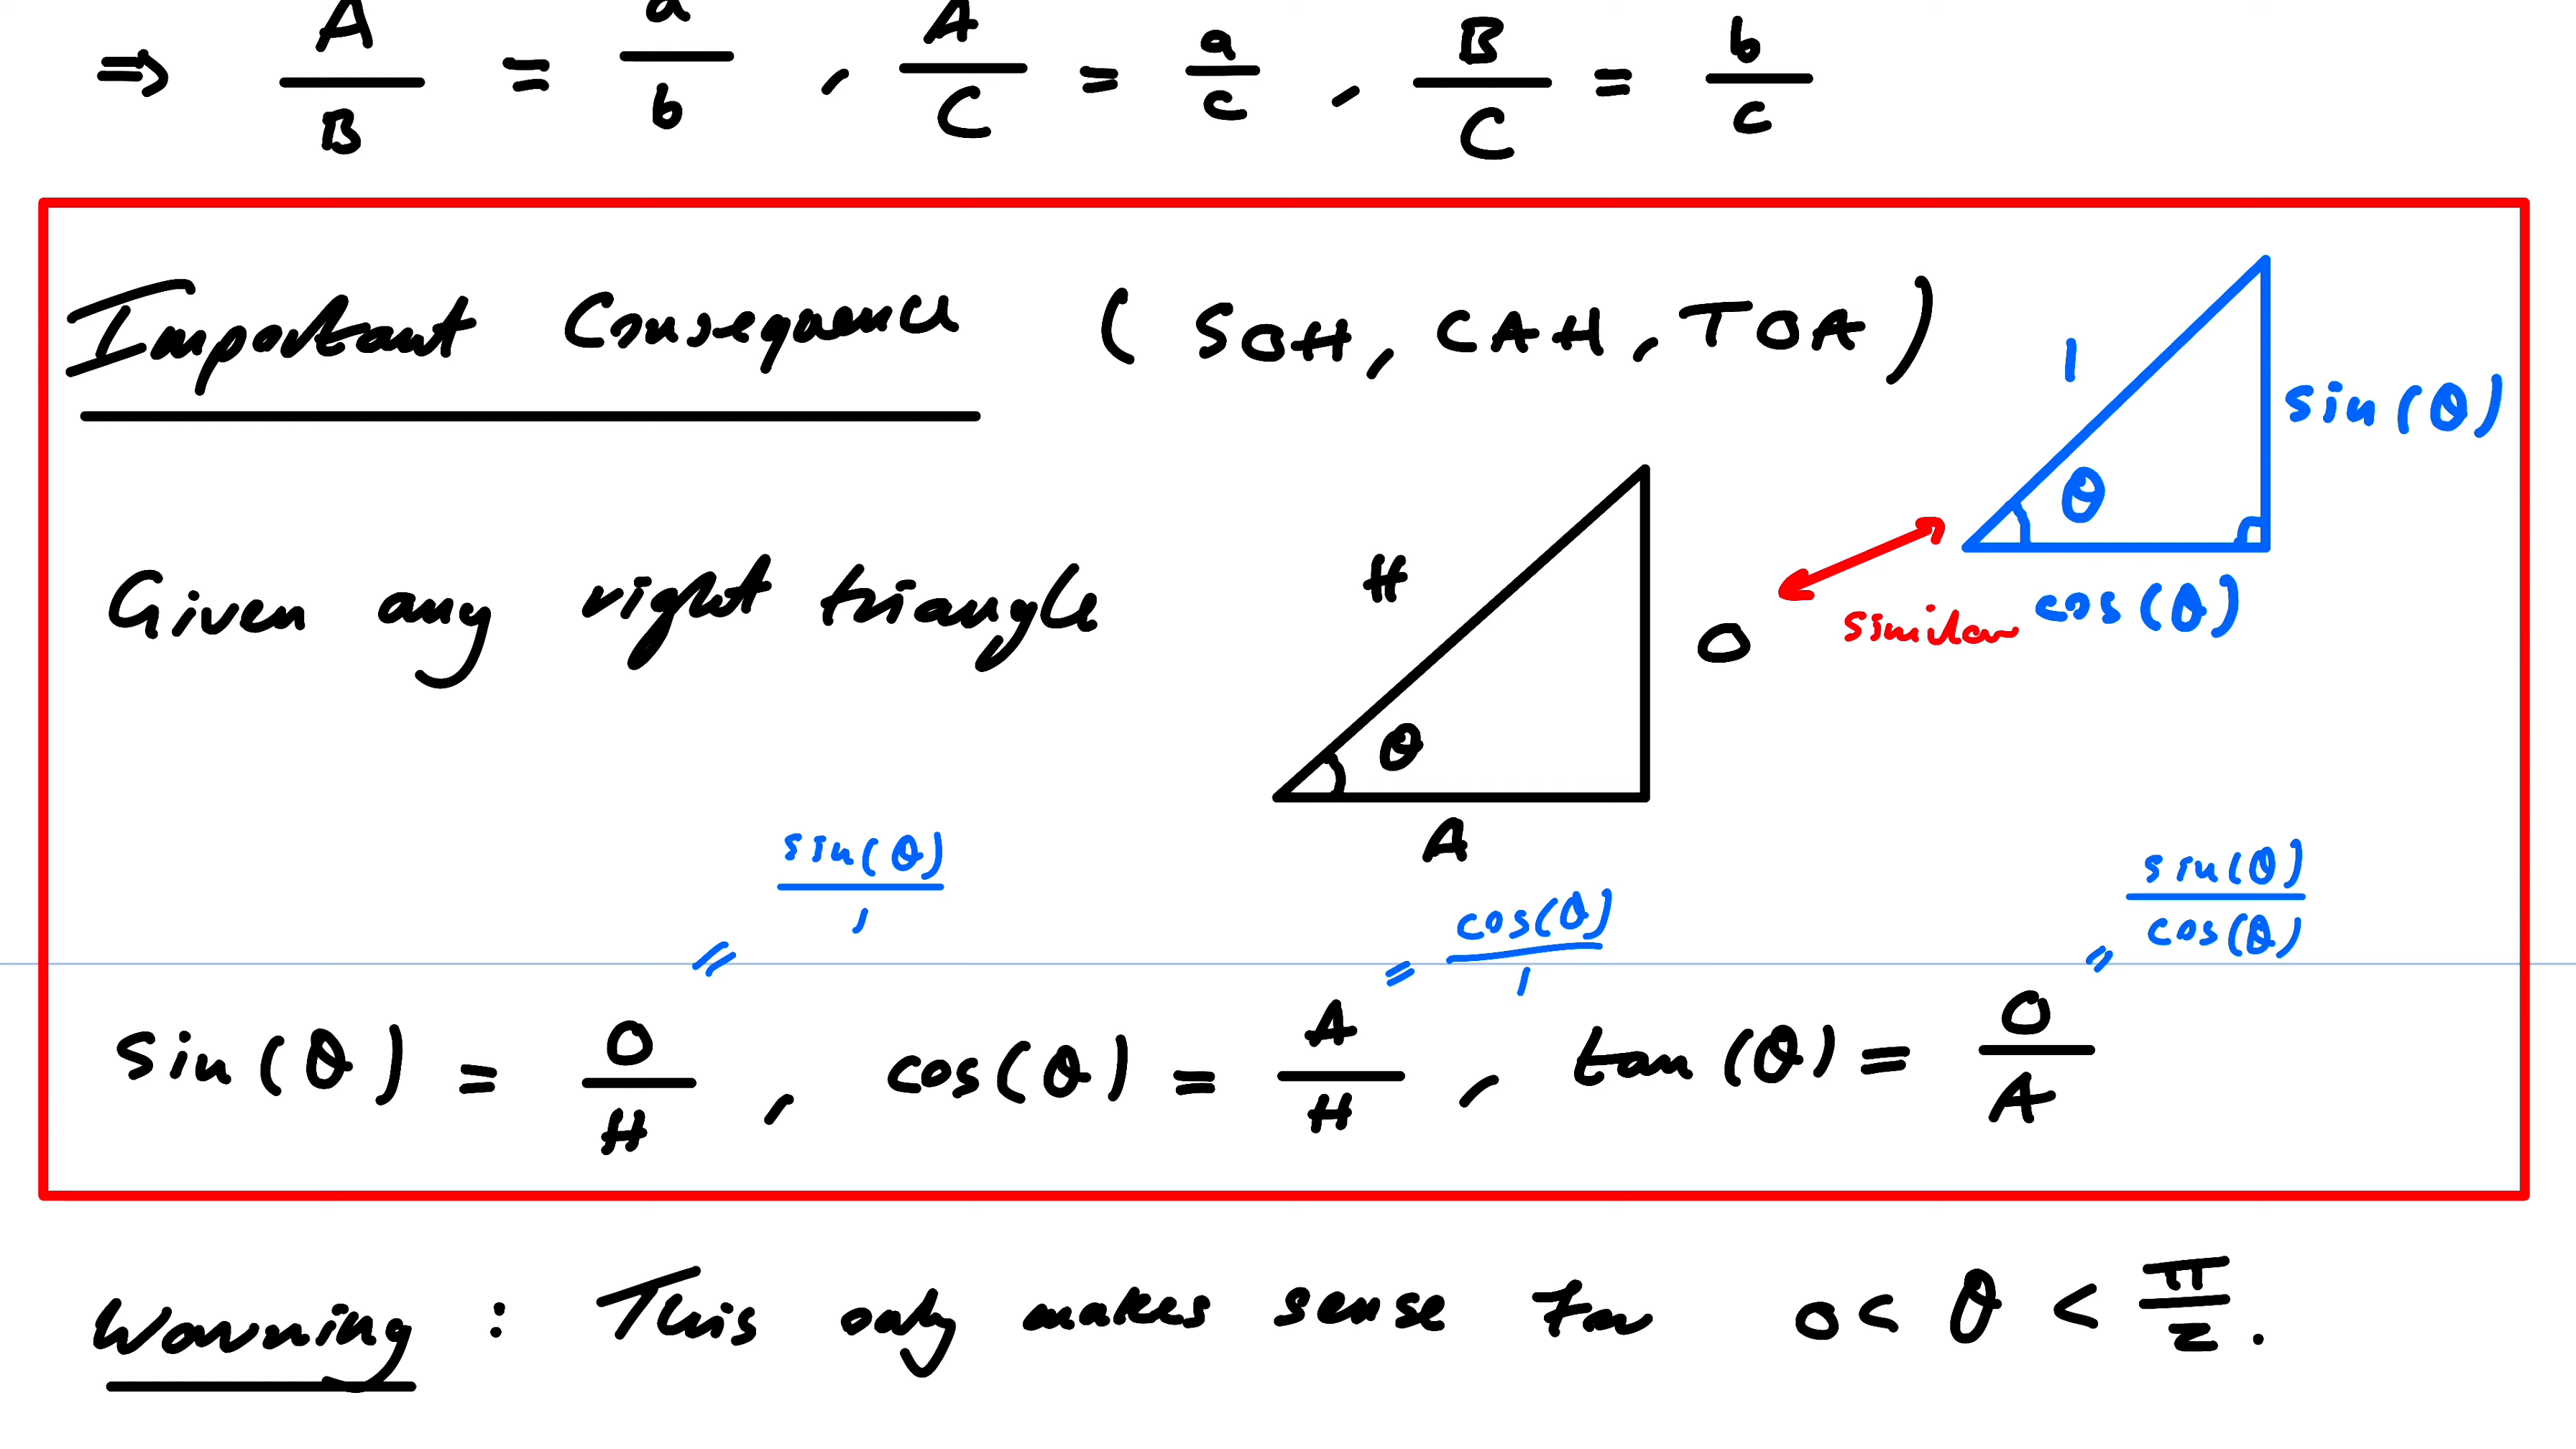 ⇒ A/B = a/b , A/C = a/c , B/C = b/c
Important Consequence (SOH, CAH, TOA)
1
sin(θ)
θ
cos(θ)
similar
Given any right triangle
H
O
θ
A
= sin(θ)/1
= cos(θ)/1
= sin(θ)/cos(θ)
sin(θ) = O/H , cos(θ) = A/H , tan(θ) = O/A
Warning : This only makes sense for 0 < θ < π/2 .